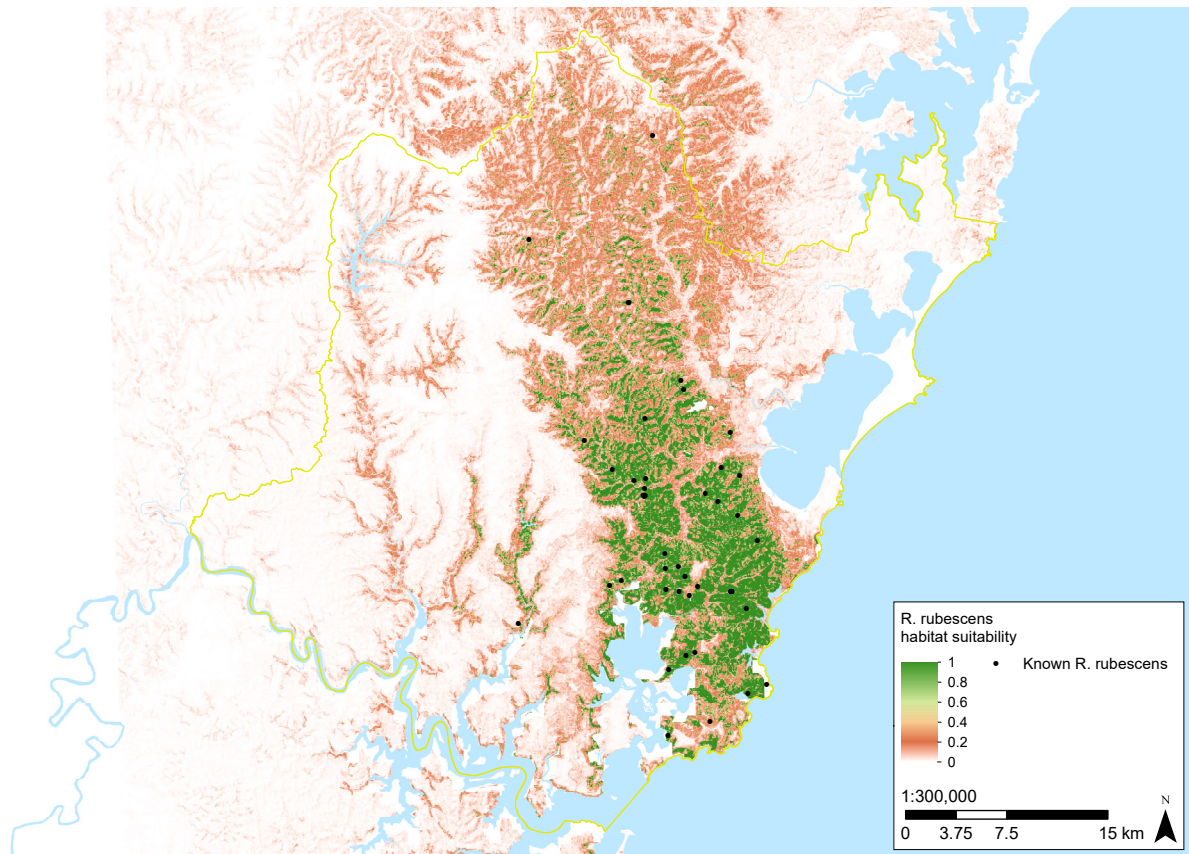 R. rubescens
habitat suitability
1
0.8
0.6
0.4
0.2
0
Known R. rubescens
1:300,000
0 3.75 7.5 15 km
N